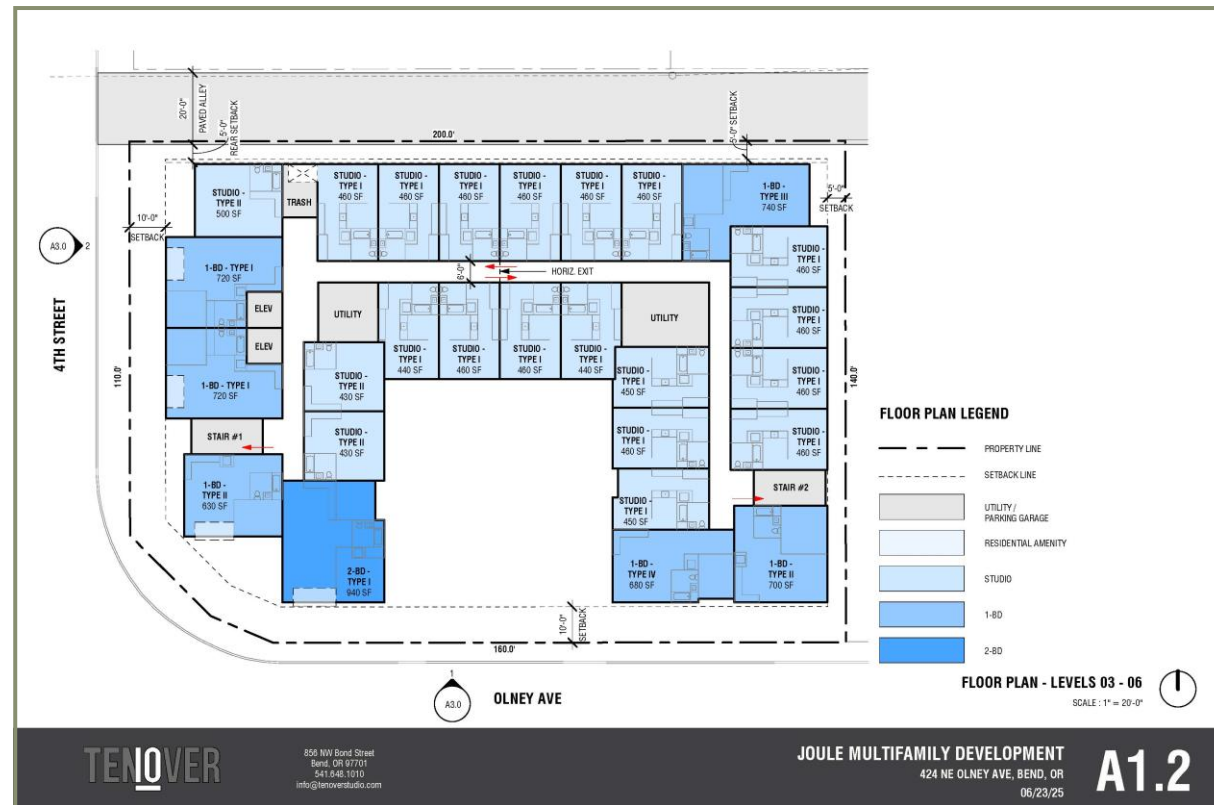 20'-0"
PAVED ALLEY
5'-0"
REAR SETBACK
200.0'
5'-0" SETBACK
STUDIO -
TYPE II
500 SF
TRASH
STUDIO -
TYPE I
460 SF
STUDIO -
TYPE I
460 SF
STUDIO -
TYPE I
460 SF
STUDIO -
TYPE I
460 SF
STUDIO -
TYPE I
460 SF
STUDIO -
TYPE I
460 SF
1-BD -
TYPE III
740 SF
5'-0"
SETBACK
10'-0"
SETBACK
A3.0
2
4TH STREET
110.0'
1-BD - TYPE I
720 SF
ELEV
ELEV
1-BD - TYPE I
720 SF
6'-0"
HORIZ. EXIT
UTILITY
STUDIO -
TYPE I
440 SF
STUDIO -
TYPE I
460 SF
STUDIO -
TYPE I
460 SF
STUDIO -
TYPE I
440 SF
UTILITY
STUDIO -
TYPE I
460 SF
STUDIO -
TYPE I
460 SF
STUDIO -
TYPE I
460 SF
STUDIO -
TYPE I
460 SF
140.0'
STUDIO -
TYPE II
430 SF
STUDIO -
TYPE II
430 SF
STUDIO -
TYPE I
450 SF
STUDIO -
TYPE I
460 SF
STUDIO -
TYPE I
450 SF
STAIR #1
1-BD -
TYPE II
630 SF
2-BD -
TYPE I
940 SF
STAIR #2
1-BD -
TYPE IV
680 SF
1-BD -
TYPE II
700 SF
10'-0"
SETBACK
160.0'
1
A3.0
OLNEY AVE
FLOOR PLAN LEGEND
PROPERTY LINE
SETBACK LINE
UTILITY /
PARKING GARAGE
RESIDENTIAL AMENITY
STUDIO
1-BD
2-BD
FLOOR PLAN - LEVELS 03 - 06
SCALE : 1" = 20'-0"
TENOVER
856 NW Bond Street
Bend, OR 97701
541.648.1010
info@tenoverstudio.com
JOULE MULTIFAMILY DEVELOPMENT
424 NE OLNEY AVE, BEND, OR
06/23/25
A1.2